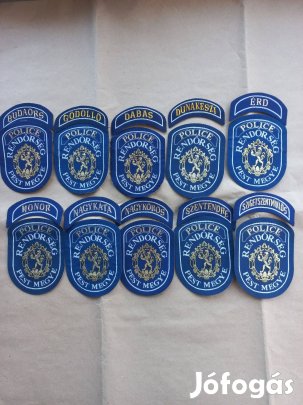 BUDAÖRS
GÖDÖLLŐ
DABAS
DUNAKESZI
ÉRD
POLICE
RENDŐRSÉG
PEST MEGYE
POLICE
RENDŐRSÉG
PEST MEGYE
POLICE
RENDŐRSÉG
PEST MEGYE
POLICE
RENDŐRSÉG
PEST MEGYE
POLICE
RENDŐRSÉG
PEST MEGYE
MONOR
NAGYKÁTA
NAGYKŐRÖS
SZENTENDRE
SZIGETSZENTMIKLÓS
POLICE
RENDŐRSÉG
PEST MEGYE
POLICE
RENDŐRSÉG
PEST MEGYE
POLICE
RENDŐRSÉG
PEST MEGYE
POLICE
RENDŐRSÉG
PEST MEGYE
POLICE
RENDŐRSÉG
PEST MEGYE
Jófogás